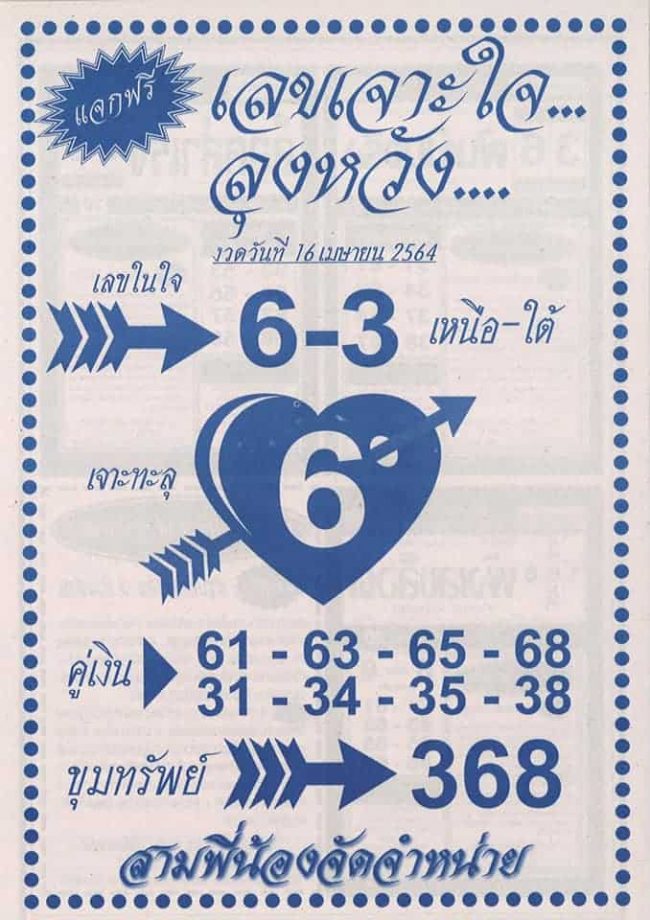 แจกฟรี
เลขเจาะใจ...
ลุงหวัง....
งวดวันที่ 16 เมษายน 2564
เลขในใจ
6-3 เหนือ-ใต้
เจาะทะลุ
6
คู่เงิน
61 - 63 - 65 - 68
31 - 34 - 35 - 38
ขุมทรัพย์ 368
สามพี่น้องจัดจำหน่าย